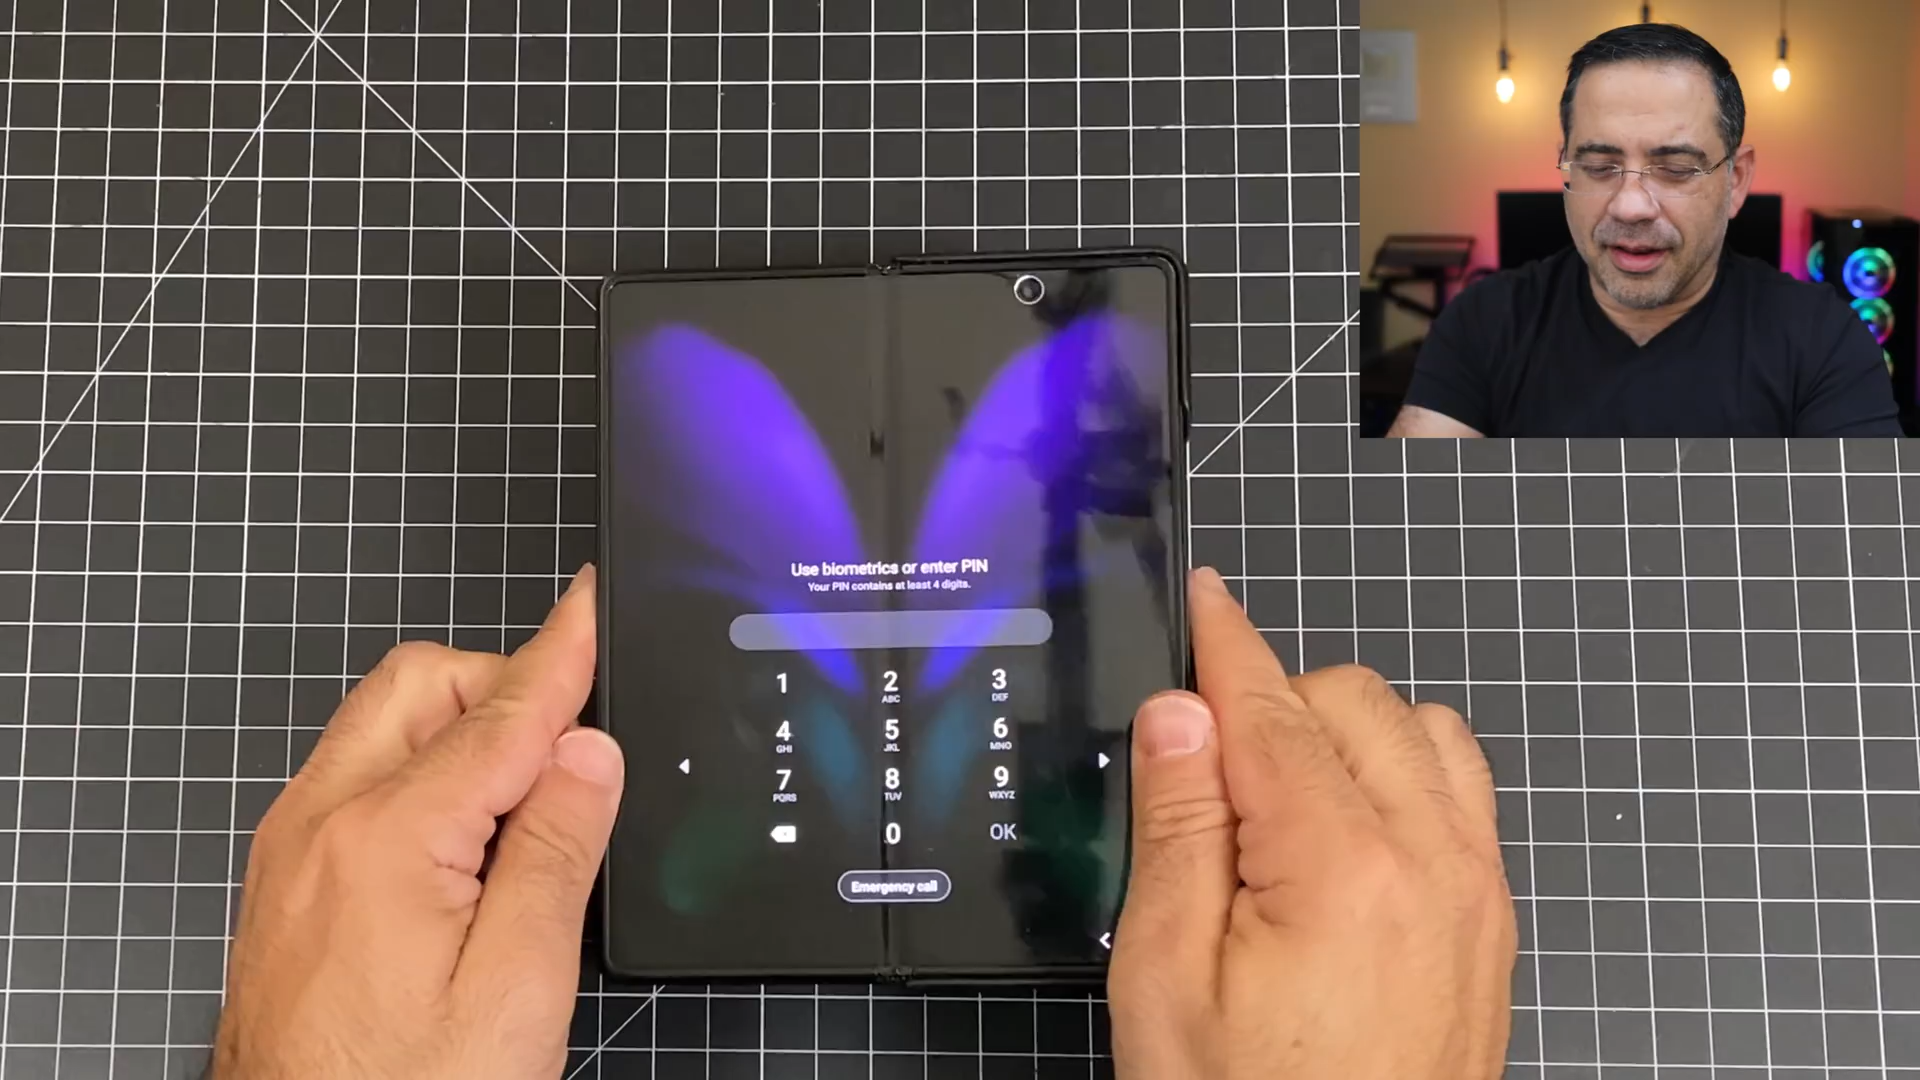 Use biometrics or enter PIN
Your PIN contains at least 4 digits.
1 2 3
ABC DEF
4 5 6
GHI JKL MNO
7 8 9
PQRS TUV WXYZ
0 OK
Emergency call